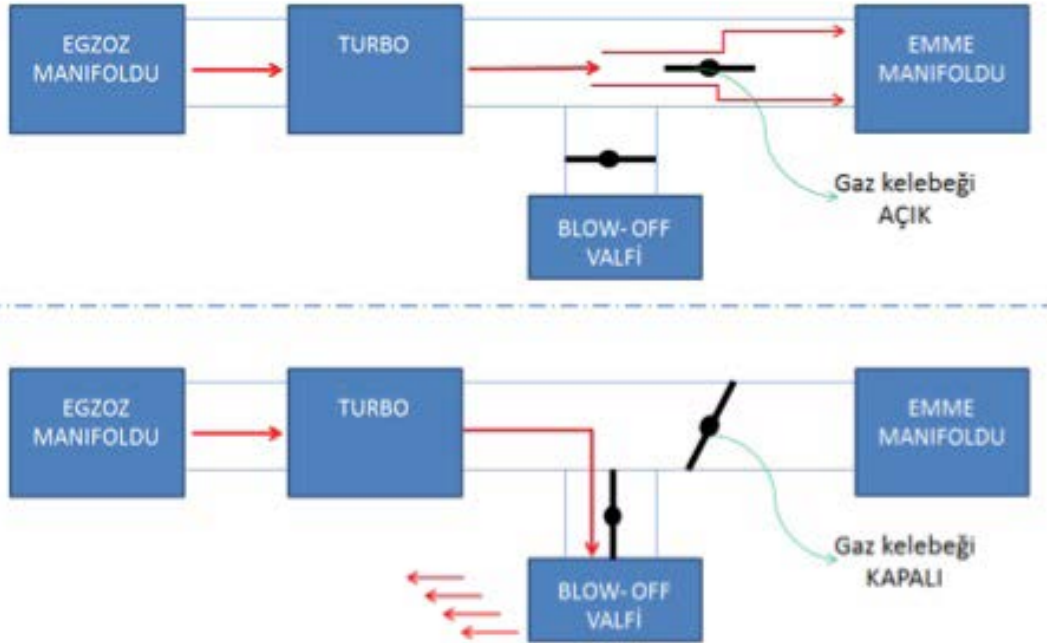 EGZOZ
MANIFOLDU
TURBO
EMME
MANIFOLDU
BLOW- OFF
VALFİ
Gaz kelebeği
AÇIK
EGZOZ
MANIFOLDU
TURBO
EMME
MANIFOLDU
BLOW- OFF
VALFİ
Gaz kelebeği
KAPALI